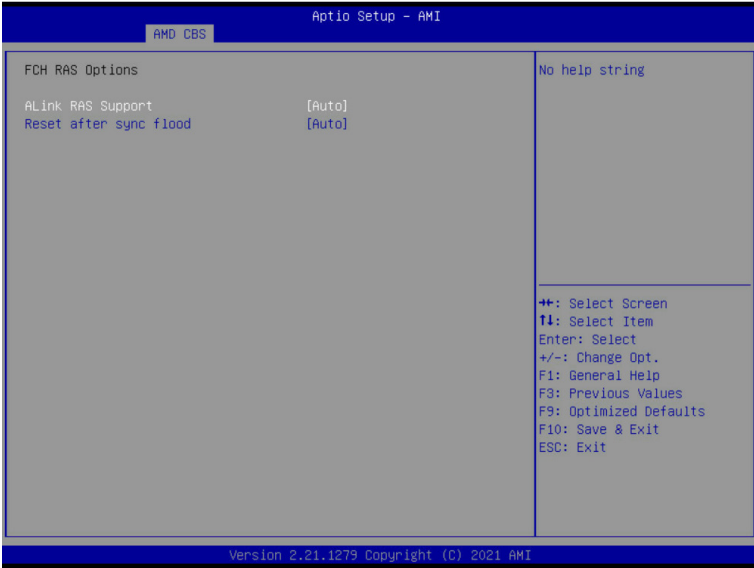 Aptio Setup - AMI
AMD CBS
FCH RAS Options
ALink RAS Support [Auto]
Reset after sync flood [Auto]
No help string
→←: Select Screen
↑↓: Select Item
Enter: Select
+/-: Change Opt.
F1: General Help
F3: Previous Values
F9: Optimized Defaults
F10: Save & Exit
ESC: Exit
Version 2.21.1279 Copyright (C) 2021 AMI